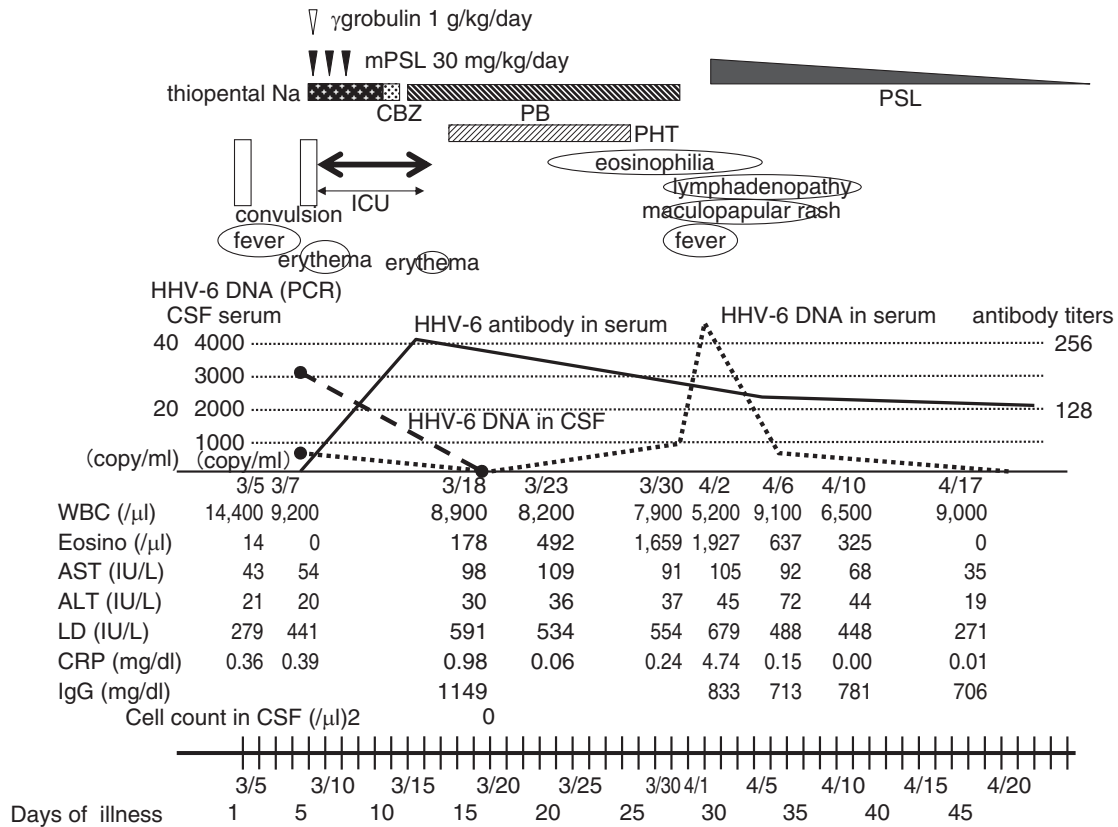 γgrobulin 1 g/kg/day
mPSL 30 mg/kg/day
thiopental Na
CBZ
PB
PSL
PHT
eosinophilia
ICU
lymphadenopathy
convulsion
maculopapular rash
fever
fever
erythema
erythema
HHV-6 DNA (PCR)
CSF serum
HHV-6 antibody in serum
HHV-6 DNA in serum
antibody titers
40 4000
256
3000
20 2000
128
HHV-6 DNA in CSF
1000
(copy/ml) (copy/ml)
3/5 3/7 3/18 3/23 3/30 4/2 4/6 4/10 4/17
WBC (/μl) 14,400 9,200 8,900 8,200 7,900 5,200 9,100 6,500 9,000
Eosino (/μl) 14 0 178 492 1,659 1,927 637 325 0
AST (IU/L) 43 54 98 109 91 105 92 68 35
ALT (IU/L) 21 20 30 36 37 45 72 44 19
LD (IU/L) 279 441 591 534 554 679 488 448 271
CRP (mg/dl) 0.36 0.39 0.98 0.06 0.24 4.74 0.15 0.00 0.01
IgG (mg/dl) 1149 833 713 781 706
Cell count in CSF (/μl)2 0
3/5 3/10 3/15 3/20 3/25 3/30 4/1 4/5 4/10 4/15 4/20
Days of illness 1 5 10 15 20 25 30 35 40 45